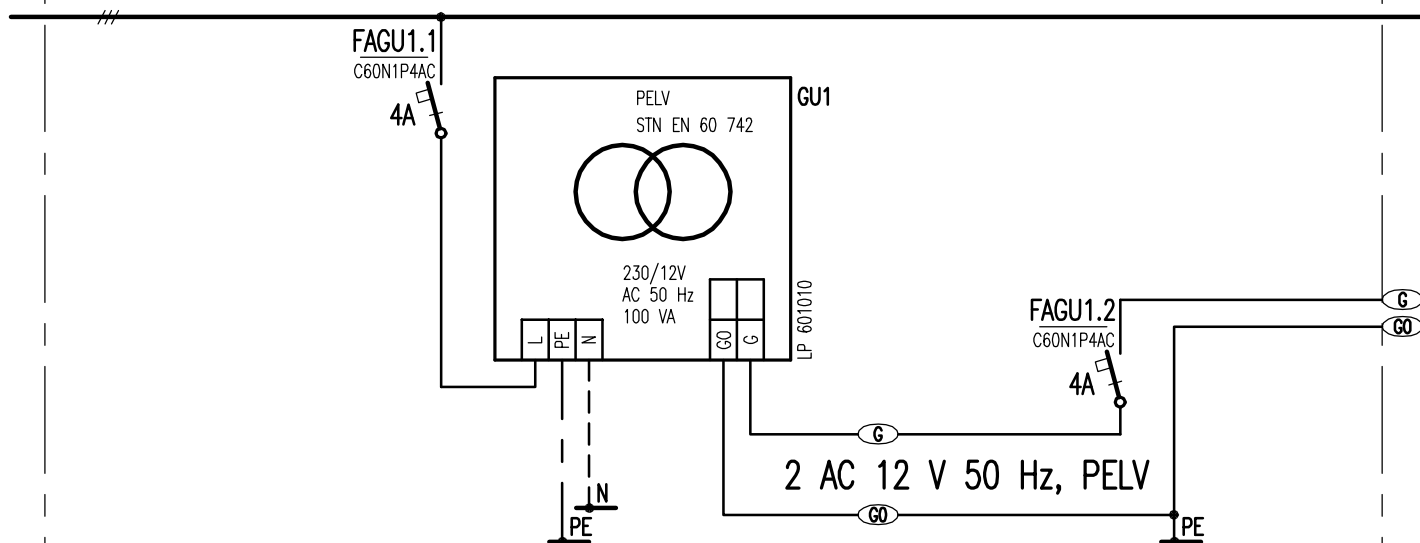 FAGU1.1
C60N1P4AC
4A
PELV
STN EN 60 742
GU1
230/12V
AC 50 Hz
100 VA
L
PE
N
GO
G
LP 601010
FAGU1.2
C60N1P4AC
4A
G
GO
G
2 AC 12 V 50 Hz, PELV
N
GO
PE
PE